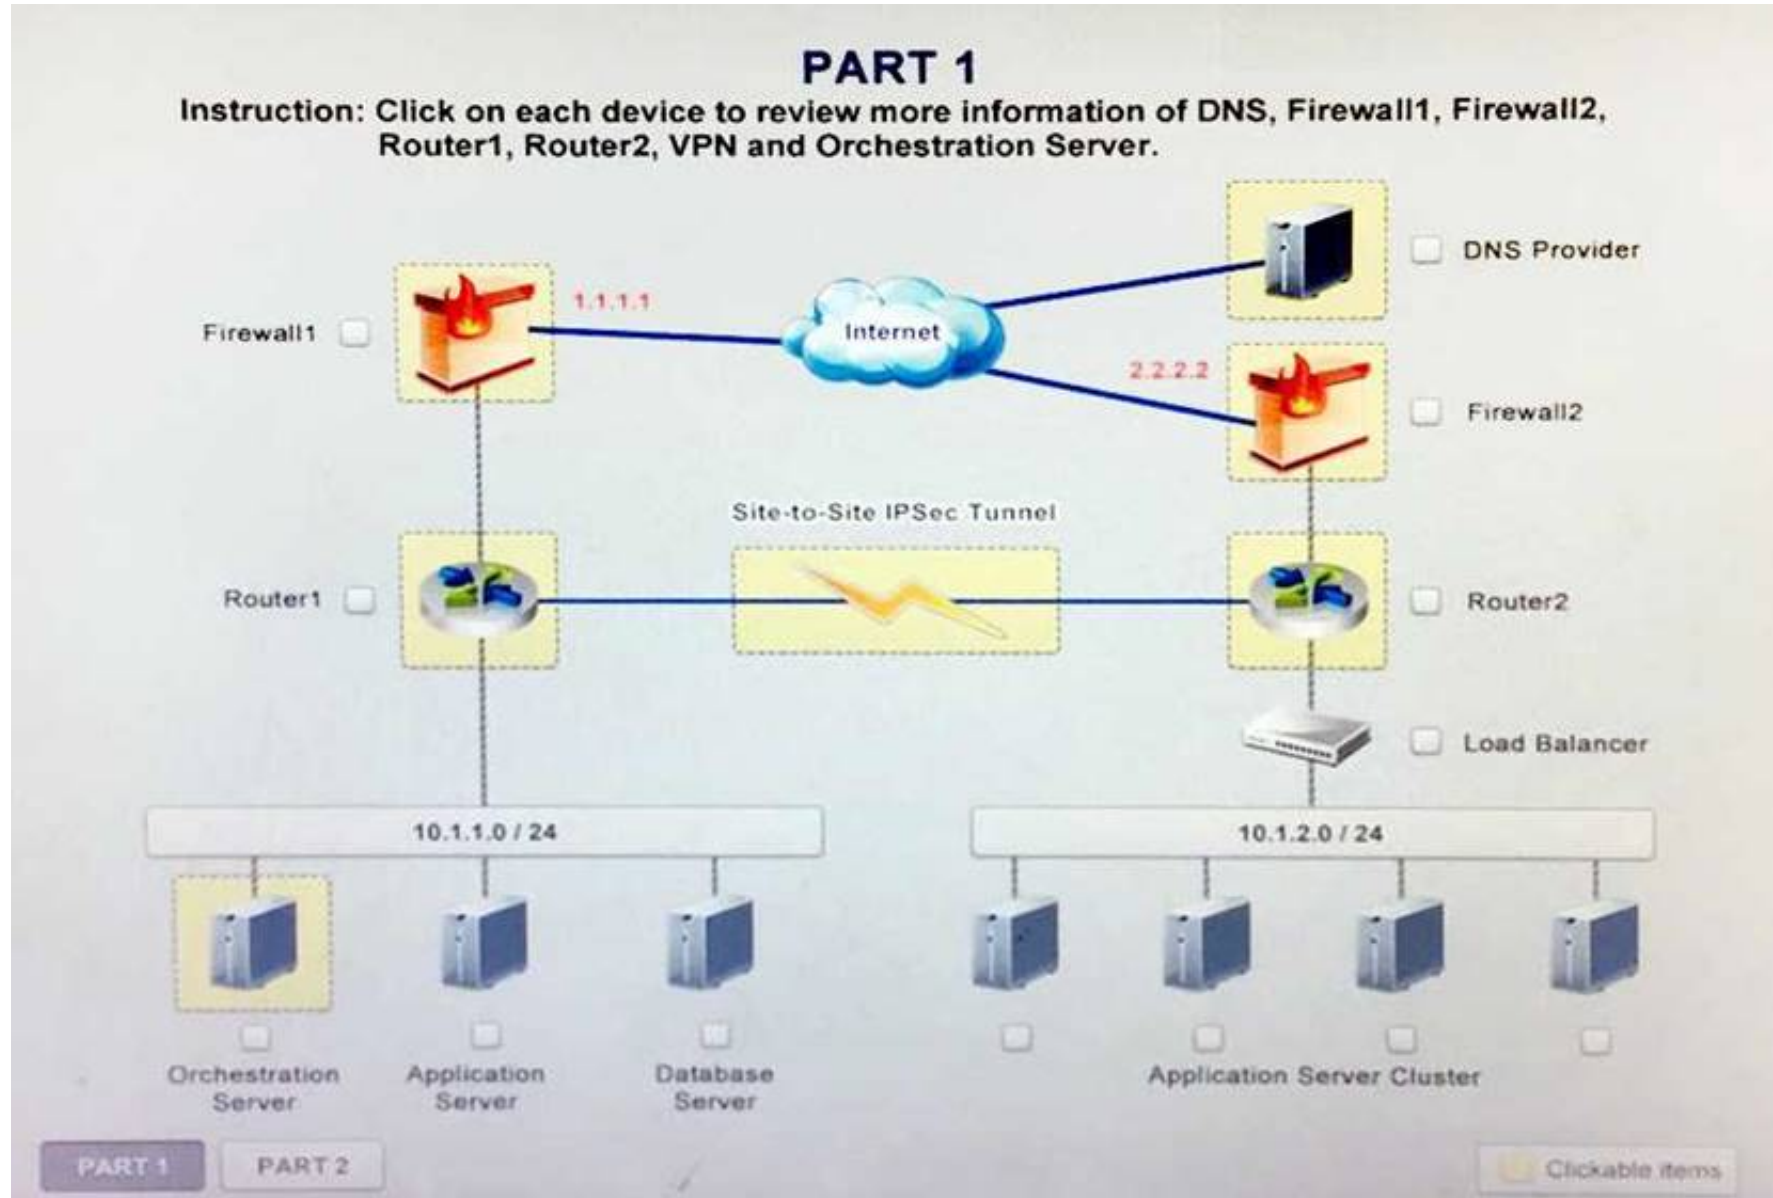 PART 1
Instruction: Click on each device to review more information of DNS, Firewall1, Firewall2,
Router1, Router2, VPN and Orchestration Server.
DNS Provider
1.1.1.1
Firewall1
Internet
2.2.2.2
Firewall2
Site-to-Site IPSec Tunnel
Router1
Router2
Load Balancer
10.1.1.0 / 24
10.1.2.0 / 24
Orchestration
Server
Application
Server
Database
Server
Application Server Cluster
PART 1
PART 2
Clickable items